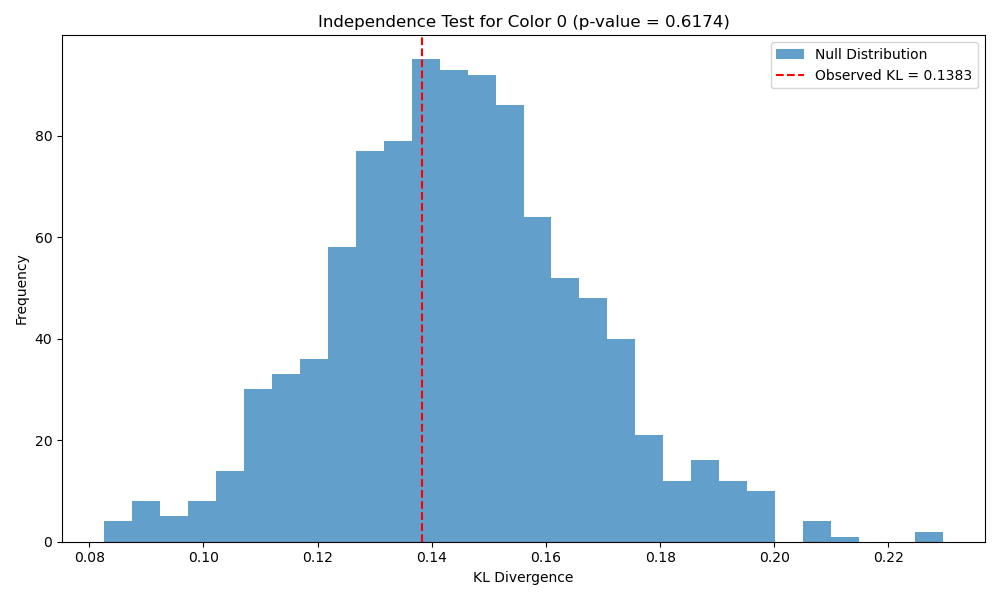 Independence Test for Color 0 (p-value = 0.6174)
Null Distribution
Observed KL = 0.1383
Frequency
80
60
40
20
0
0.08 0.10 0.12 0.14 0.16 0.18 0.20 0.22
KL Divergence